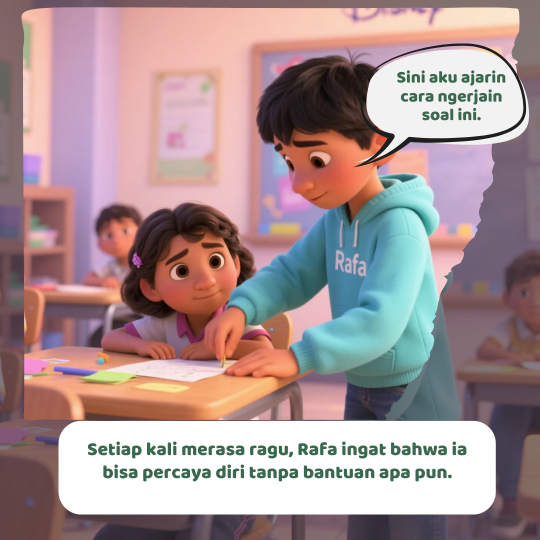 Disney
Sini aku ajarin
cara ngerjain
soal ini.
Rafa
Setiap kali merasa ragu, Rafa ingat bahwa ia
bisa percaya diri tanpa bantuan apa pun.